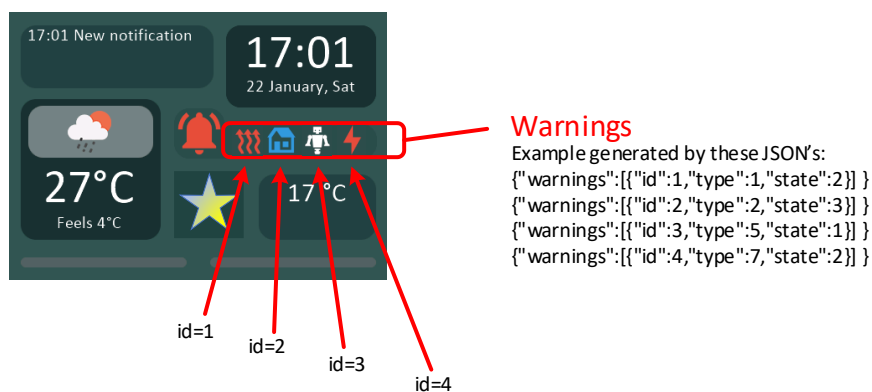 17:01 New notification
17:01
22 January, Sat
27°C
Feels 4°C
17°C
Warnings
Example generated by these JSON's:
{"warnings":[{"id":1,"type":1,"state":2}] }
{"warnings":[{"id":2,"type":2,"state":3}] }
{"warnings":[{"id":3,"type":5,"state":1}] }
{"warnings":[{"id":4,"type":7,"state":2}] }
id=1
id=2
id=3
id=4